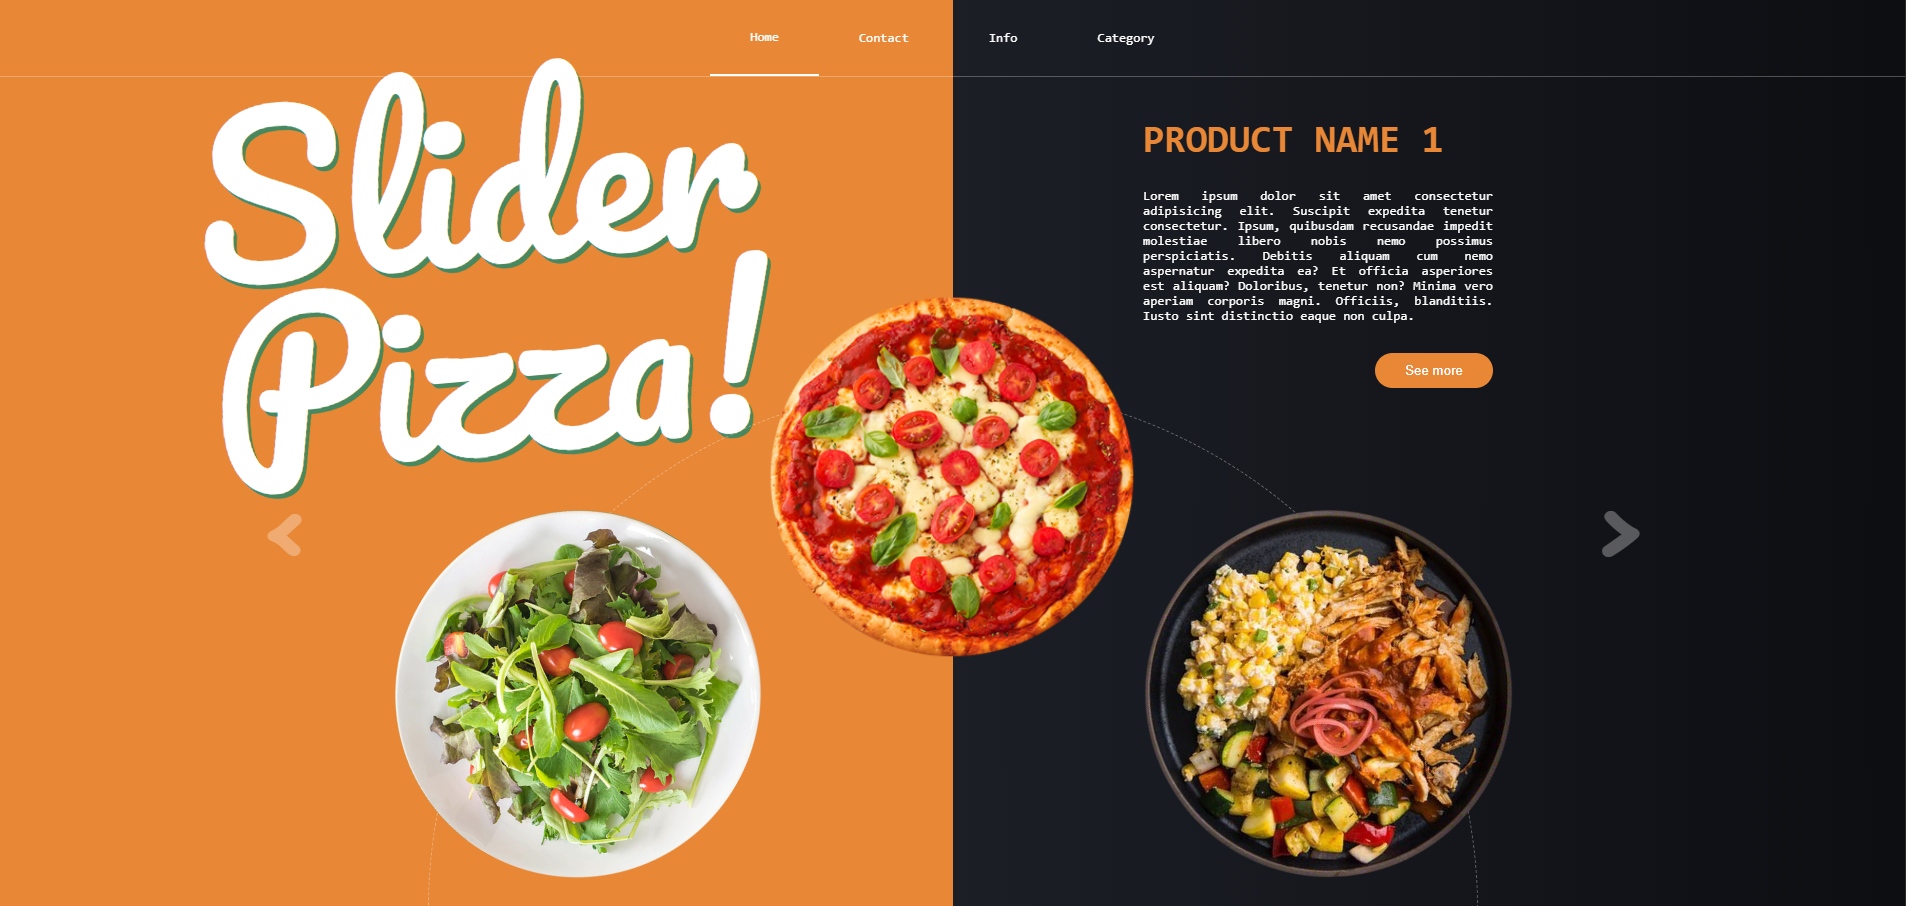 Home
Contact
Info
Category
Slider
Pizza!
PRODUCT NAME 1
Lorem ipsum dolor sit amet consectetur
adipisicing elit. Suscipit expedita tenetur
consectetur. Ipsum, quibusdam recusandae impedit
molestiae libero nobis nemo possimus
perspiciatis. Debitis aliquam cum nemo
aspernatur expedita ea? Et officia asperiores
est aliquam? Doloribus, tenetur non? Minima vero
aperiam corporis magni. Officiis, blanditiis.
Iusto sint distinctio eaque non culpa.
See more